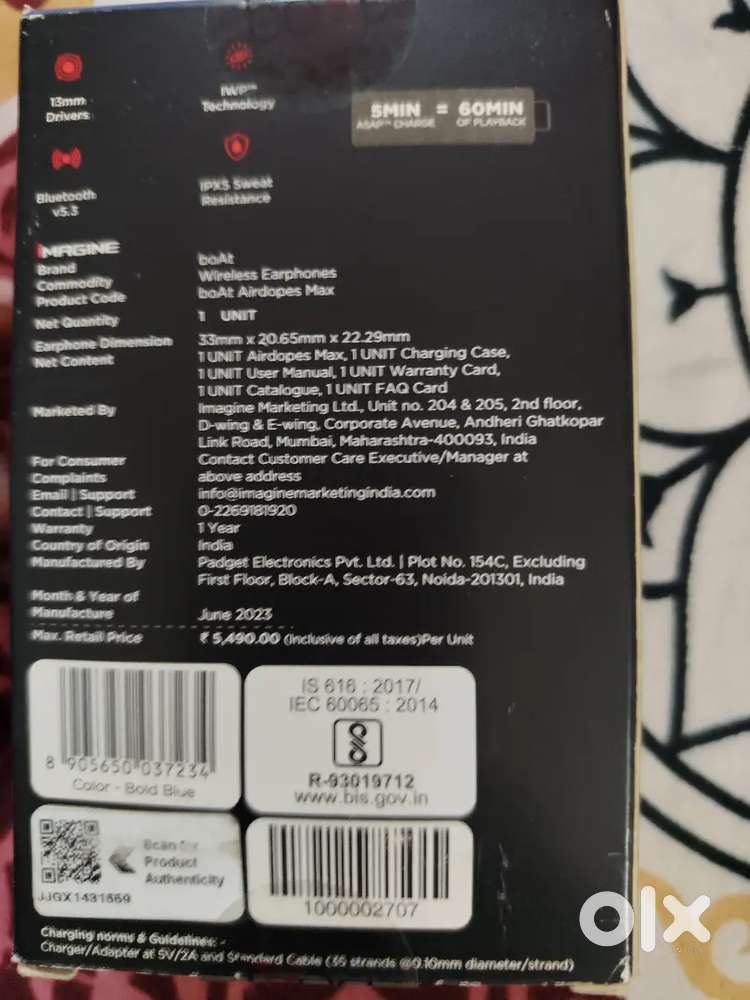 13mm
Drivers
IWP™
Technology
5MIN = 60MIN
ASAP™ CHARGE OF PLAYBACK
Bluetooth
v5.3
IPX5 Sweat
Resistance
IMAGINE
Brand boAt
Commodity Wireless Earphones
Product Code boAt Airdopes Max
Net Quantity 1 UNIT
Earphone Dimension 33mm x 20.65mm x 22.29mm
Net Content 1 UNIT Airdopes Max, 1 UNIT Charging Case,
1 UNIT User Manual, 1 UNIT Warranty Card,
1 UNIT Catalogue, 1 UNIT FAQ Card
Marketed By Imagine Marketing Ltd., Unit no. 204 & 205, 2nd floor,
D-wing & E-wing, Corporate Avenue, Andheri Ghatkopar
Link Road, Mumbai, Maharashtra-400093, India
For Consumer Contact Customer Care Executive/Manager at
Complaints above address
Email | Support info@imaginemarketingindia.com
Contact | Support 0-2269181920
Warranty 1 Year
Country of Origin India
Manufactured By Padget Electronics Pvt. Ltd. | Plot No. 154C, Excluding
First Floor, Block-A, Sector-63, Noida-201301, India
Month & Year of
Manufacture June 2023
Max. Retail Price ₹ 5,490.00 (Inclusive of all taxes)Per Unit
8 905650 037234
Color - Bold Blue
IS 616 : 2017/
IEC 60065 : 2014
R-93019712
www.bis.gov.in
Scan for
Product
Authenticity
JJGX1431559
1000002707
Charging norms & Guidelines: -
Charger/Adapter at 5V/2A and Standard Cable (36 strands @0.10mm diameter/strand)
olx
INDIA